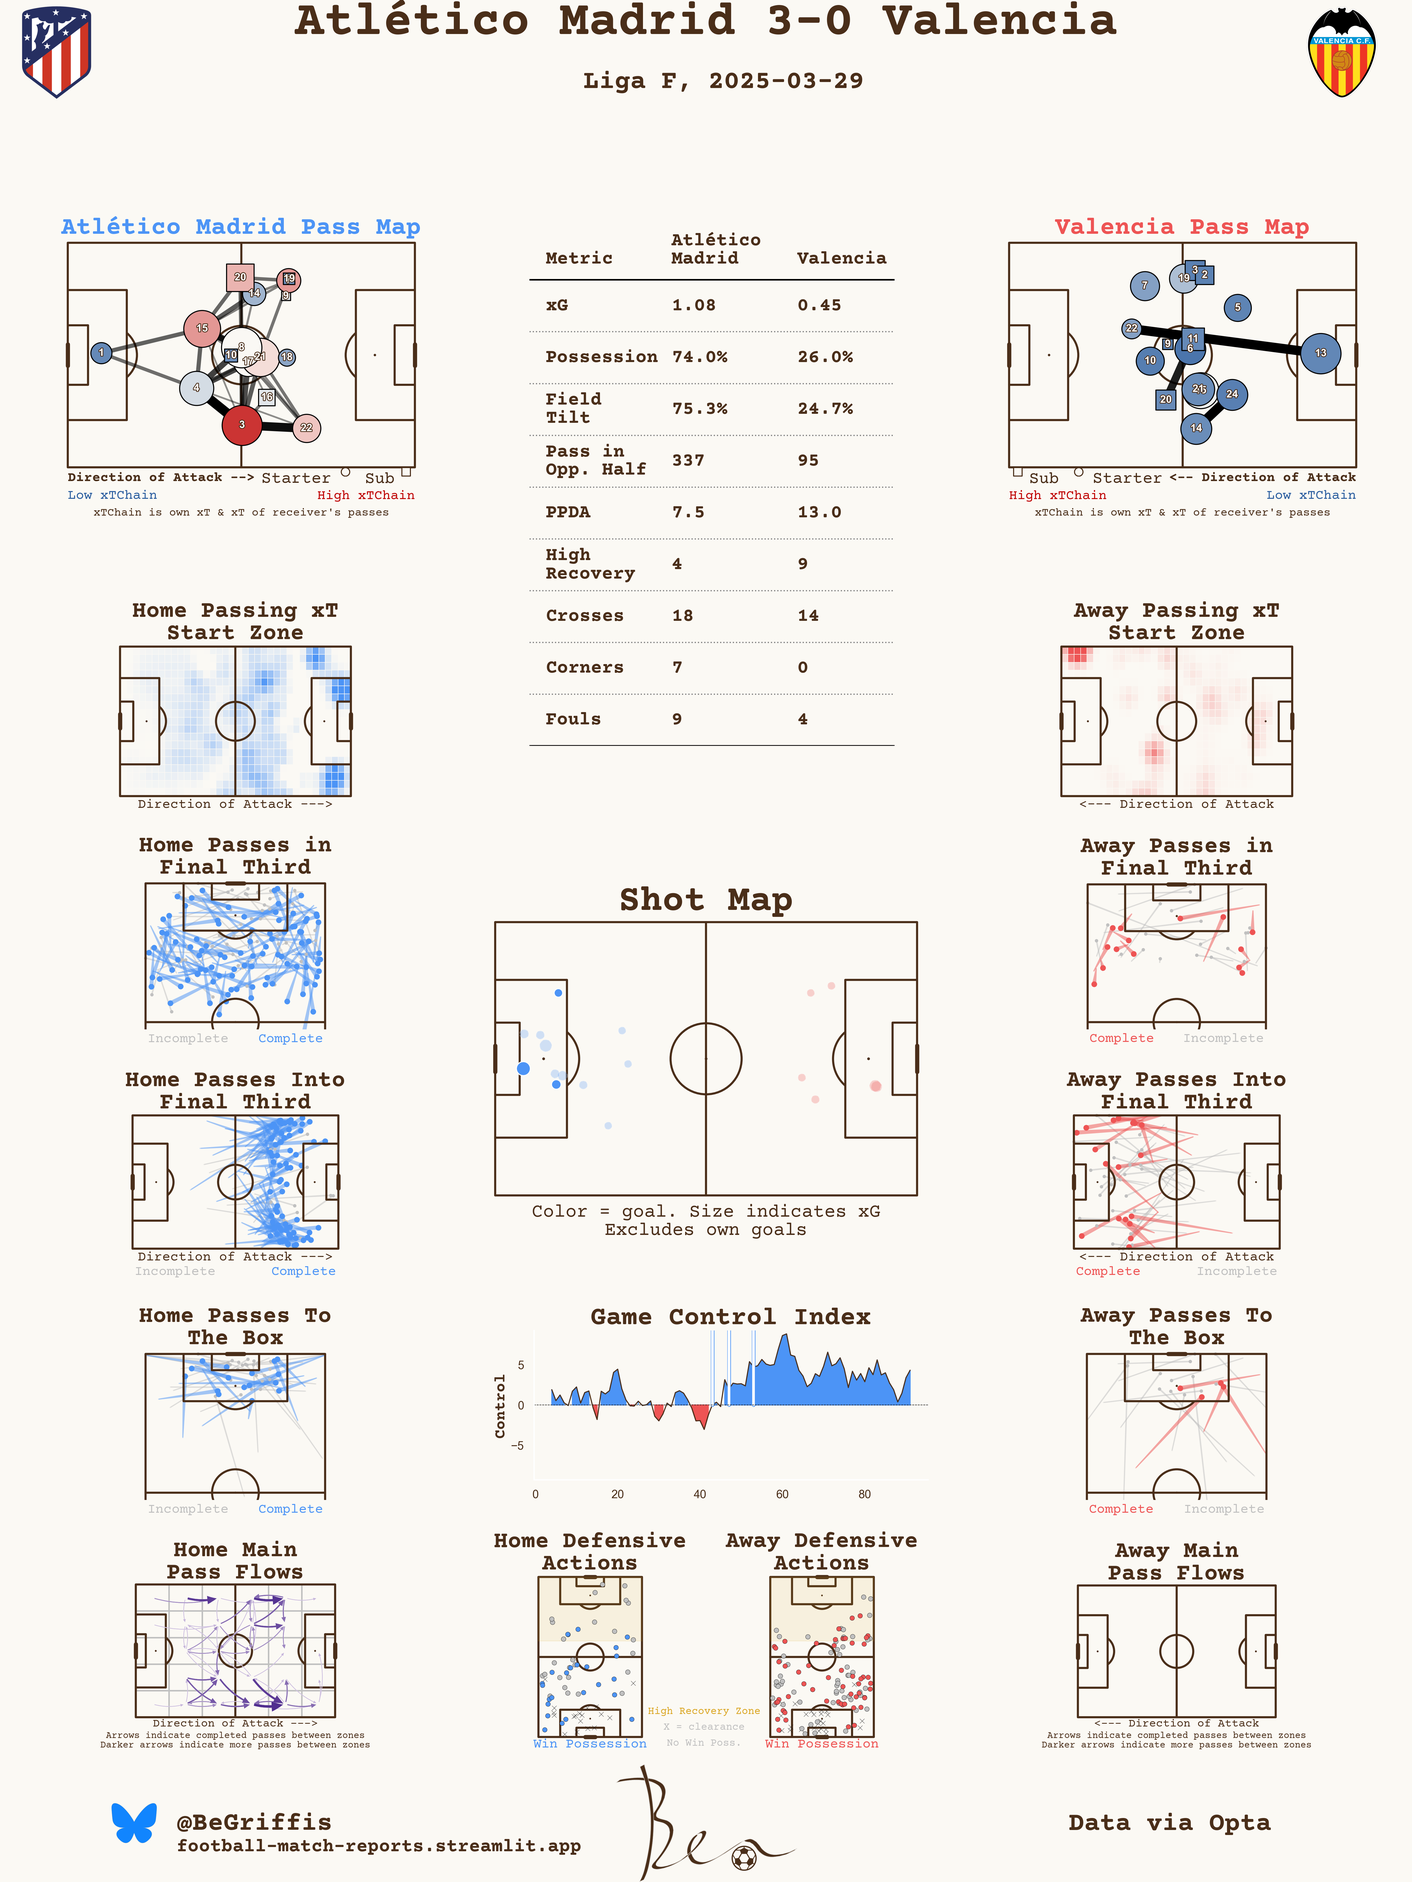 Atlético Madrid 3-0 Valencia
Liga F, 2025-03-29
VALENCIA C.F.
Atlético Madrid Pass Map
20
14
19
9
15
1
8
10
17
21
18
4
16
3
22
Direction of Attack --> Starter Sub
Low xTChain High xTChain
xTChain is own xT & xT of receiver's passes
Metric Atlético Madrid Valencia
xG 1.08 0.45
Possession 74.0% 26.0%
Field Tilt 75.3% 24.7%
Pass in Opp. Half 337 95
PPDA 7.5 13.0
High Recovery 4 9
Crosses 18 14
Corners 7 0
Fouls 9 4
Valencia Pass Map
7
19
3
2
5
22
9
11
6
13
10
20
21
24
14
Sub Starter <-- Direction of Attack
High xTChain Low xTChain
xTChain is own xT & xT of receiver's passes
Home Passing xT
Start Zone
Direction of Attack --->
Away Passing xT
Start Zone
<--- Direction of Attack
Home Passes in
Final Third
Incomplete Complete
Shot Map
Color = goal. Size indicates xG
Excludes own goals
Away Passes in
Final Third
Complete Incomplete
Home Passes Into
Final Third
Direction of Attack --->
Incomplete Complete
Away Passes Into
Final Third
<--- Direction of Attack
Complete Incomplete
Home Passes To
The Box
Incomplete Complete
Game Control Index
Control
5
0
−5
0 20 40 60 80
Away Passes To
The Box
Complete Incomplete
Home Main
Pass Flows
Direction of Attack --->
Arrows indicate completed passes between zones
Darker arrows indicate more passes between zones
Home Defensive
Actions
Win Possession
Away Defensive
Actions
Win Possession
High Recovery Zone
X = clearance
No Win Poss.
Away Main
Pass Flows
<--- Direction of Attack
Arrows indicate completed passes between zones
Darker arrows indicate more passes between zones
@BeGriffis
football-match-reports.streamlit.app
Ben
Data via Opta